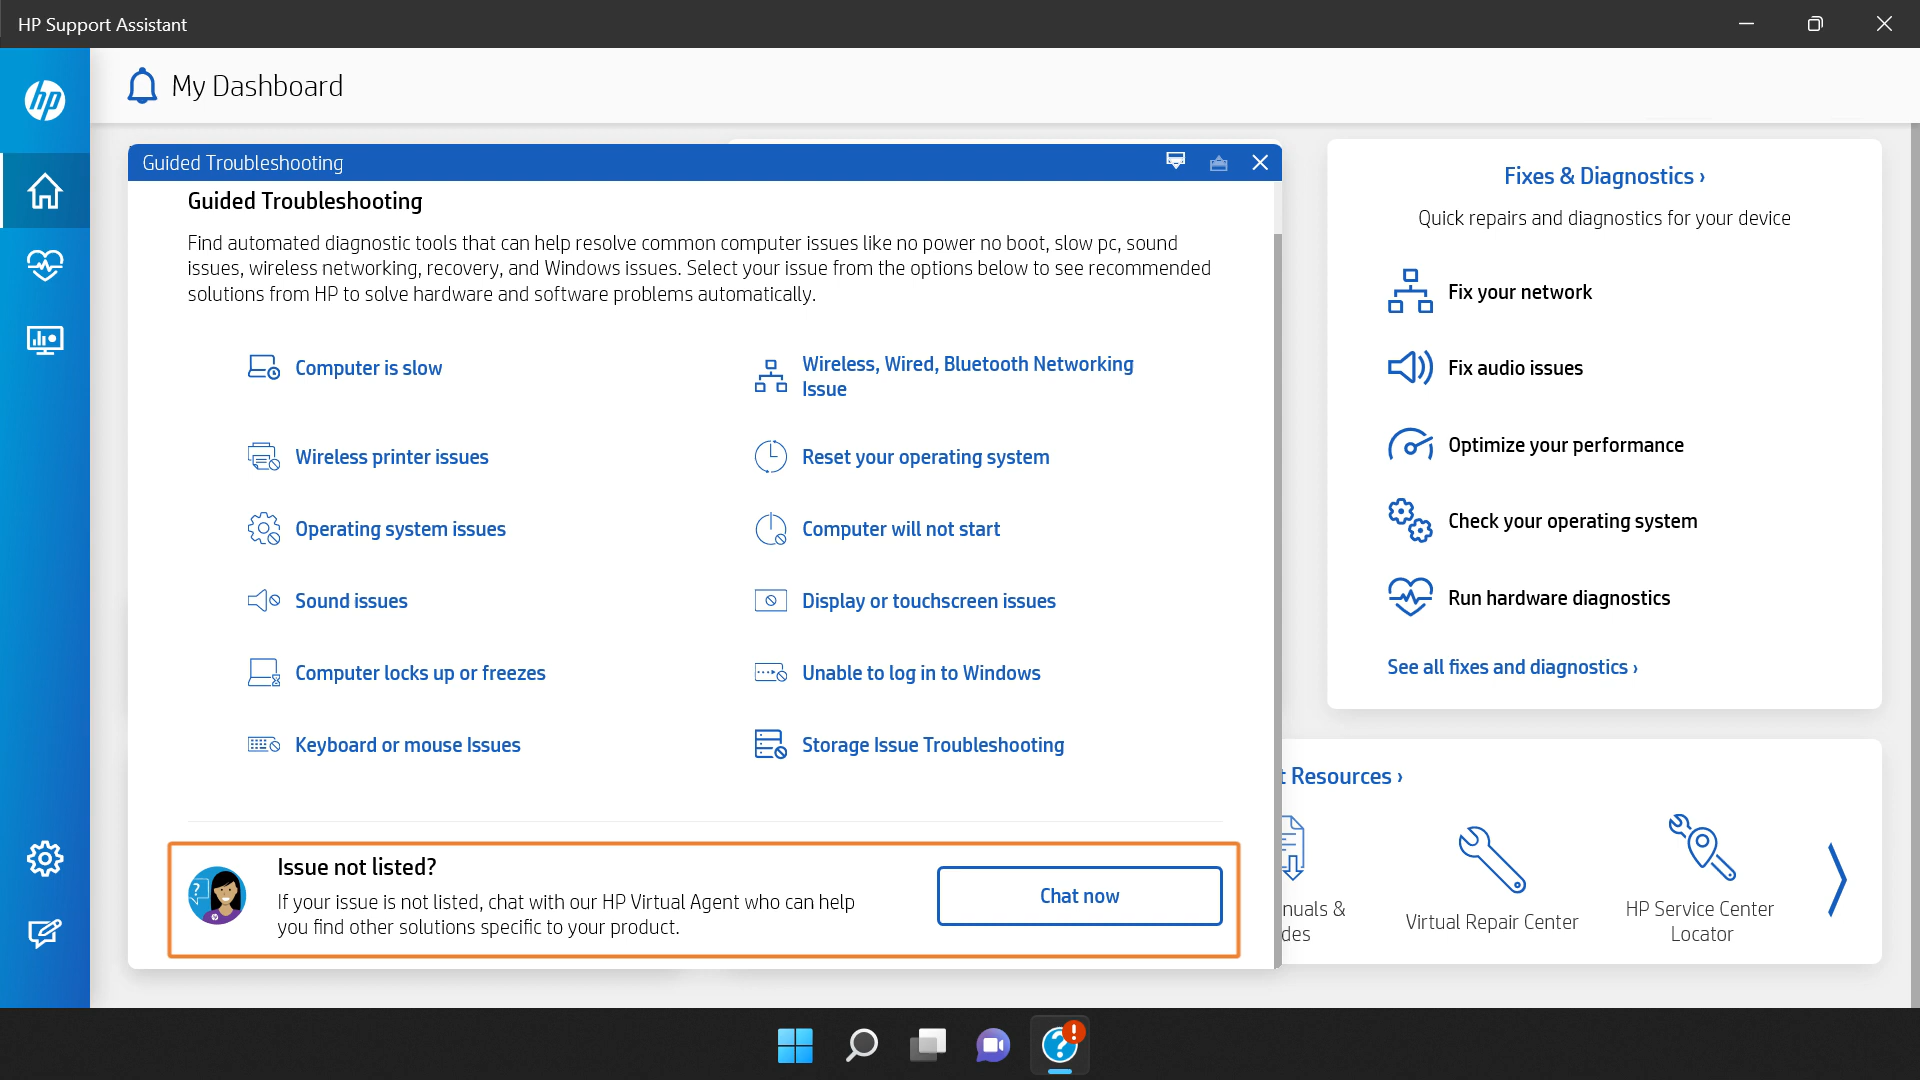 HP Support Assistant
hp
My Dashboard
Guided Troubleshooting
Guided Troubleshooting
Find automated diagnostic tools that can help resolve common computer issues like no power no boot, slow pc, sound
issues, wireless networking, recovery, and Windows issues. Select your issue from the options below to see recommended
solutions from HP to solve hardware and software problems automatically.
Computer is slow
Wireless, Wired, Bluetooth Networking
Issue
Wireless printer issues
Reset your operating system
Operating system issues
Computer will not start
Sound issues
Display or touchscreen issues
Computer locks up or freezes
Unable to log in to Windows
Keyboard or mouse Issues
Storage Issue Troubleshooting
Issue not listed?
If your issue is not listed, chat with our HP Virtual Agent who can help
you find other solutions specific to your product.
Chat now
Fixes & Diagnostics ›
Quick repairs and diagnostics for your device
Fix your network
Fix audio issues
Optimize your performance
Check your operating system
Run hardware diagnostics
See all fixes and diagnostics ›
t Resources ›
nuals &
des
Virtual Repair Center
HP Service Center
Locator